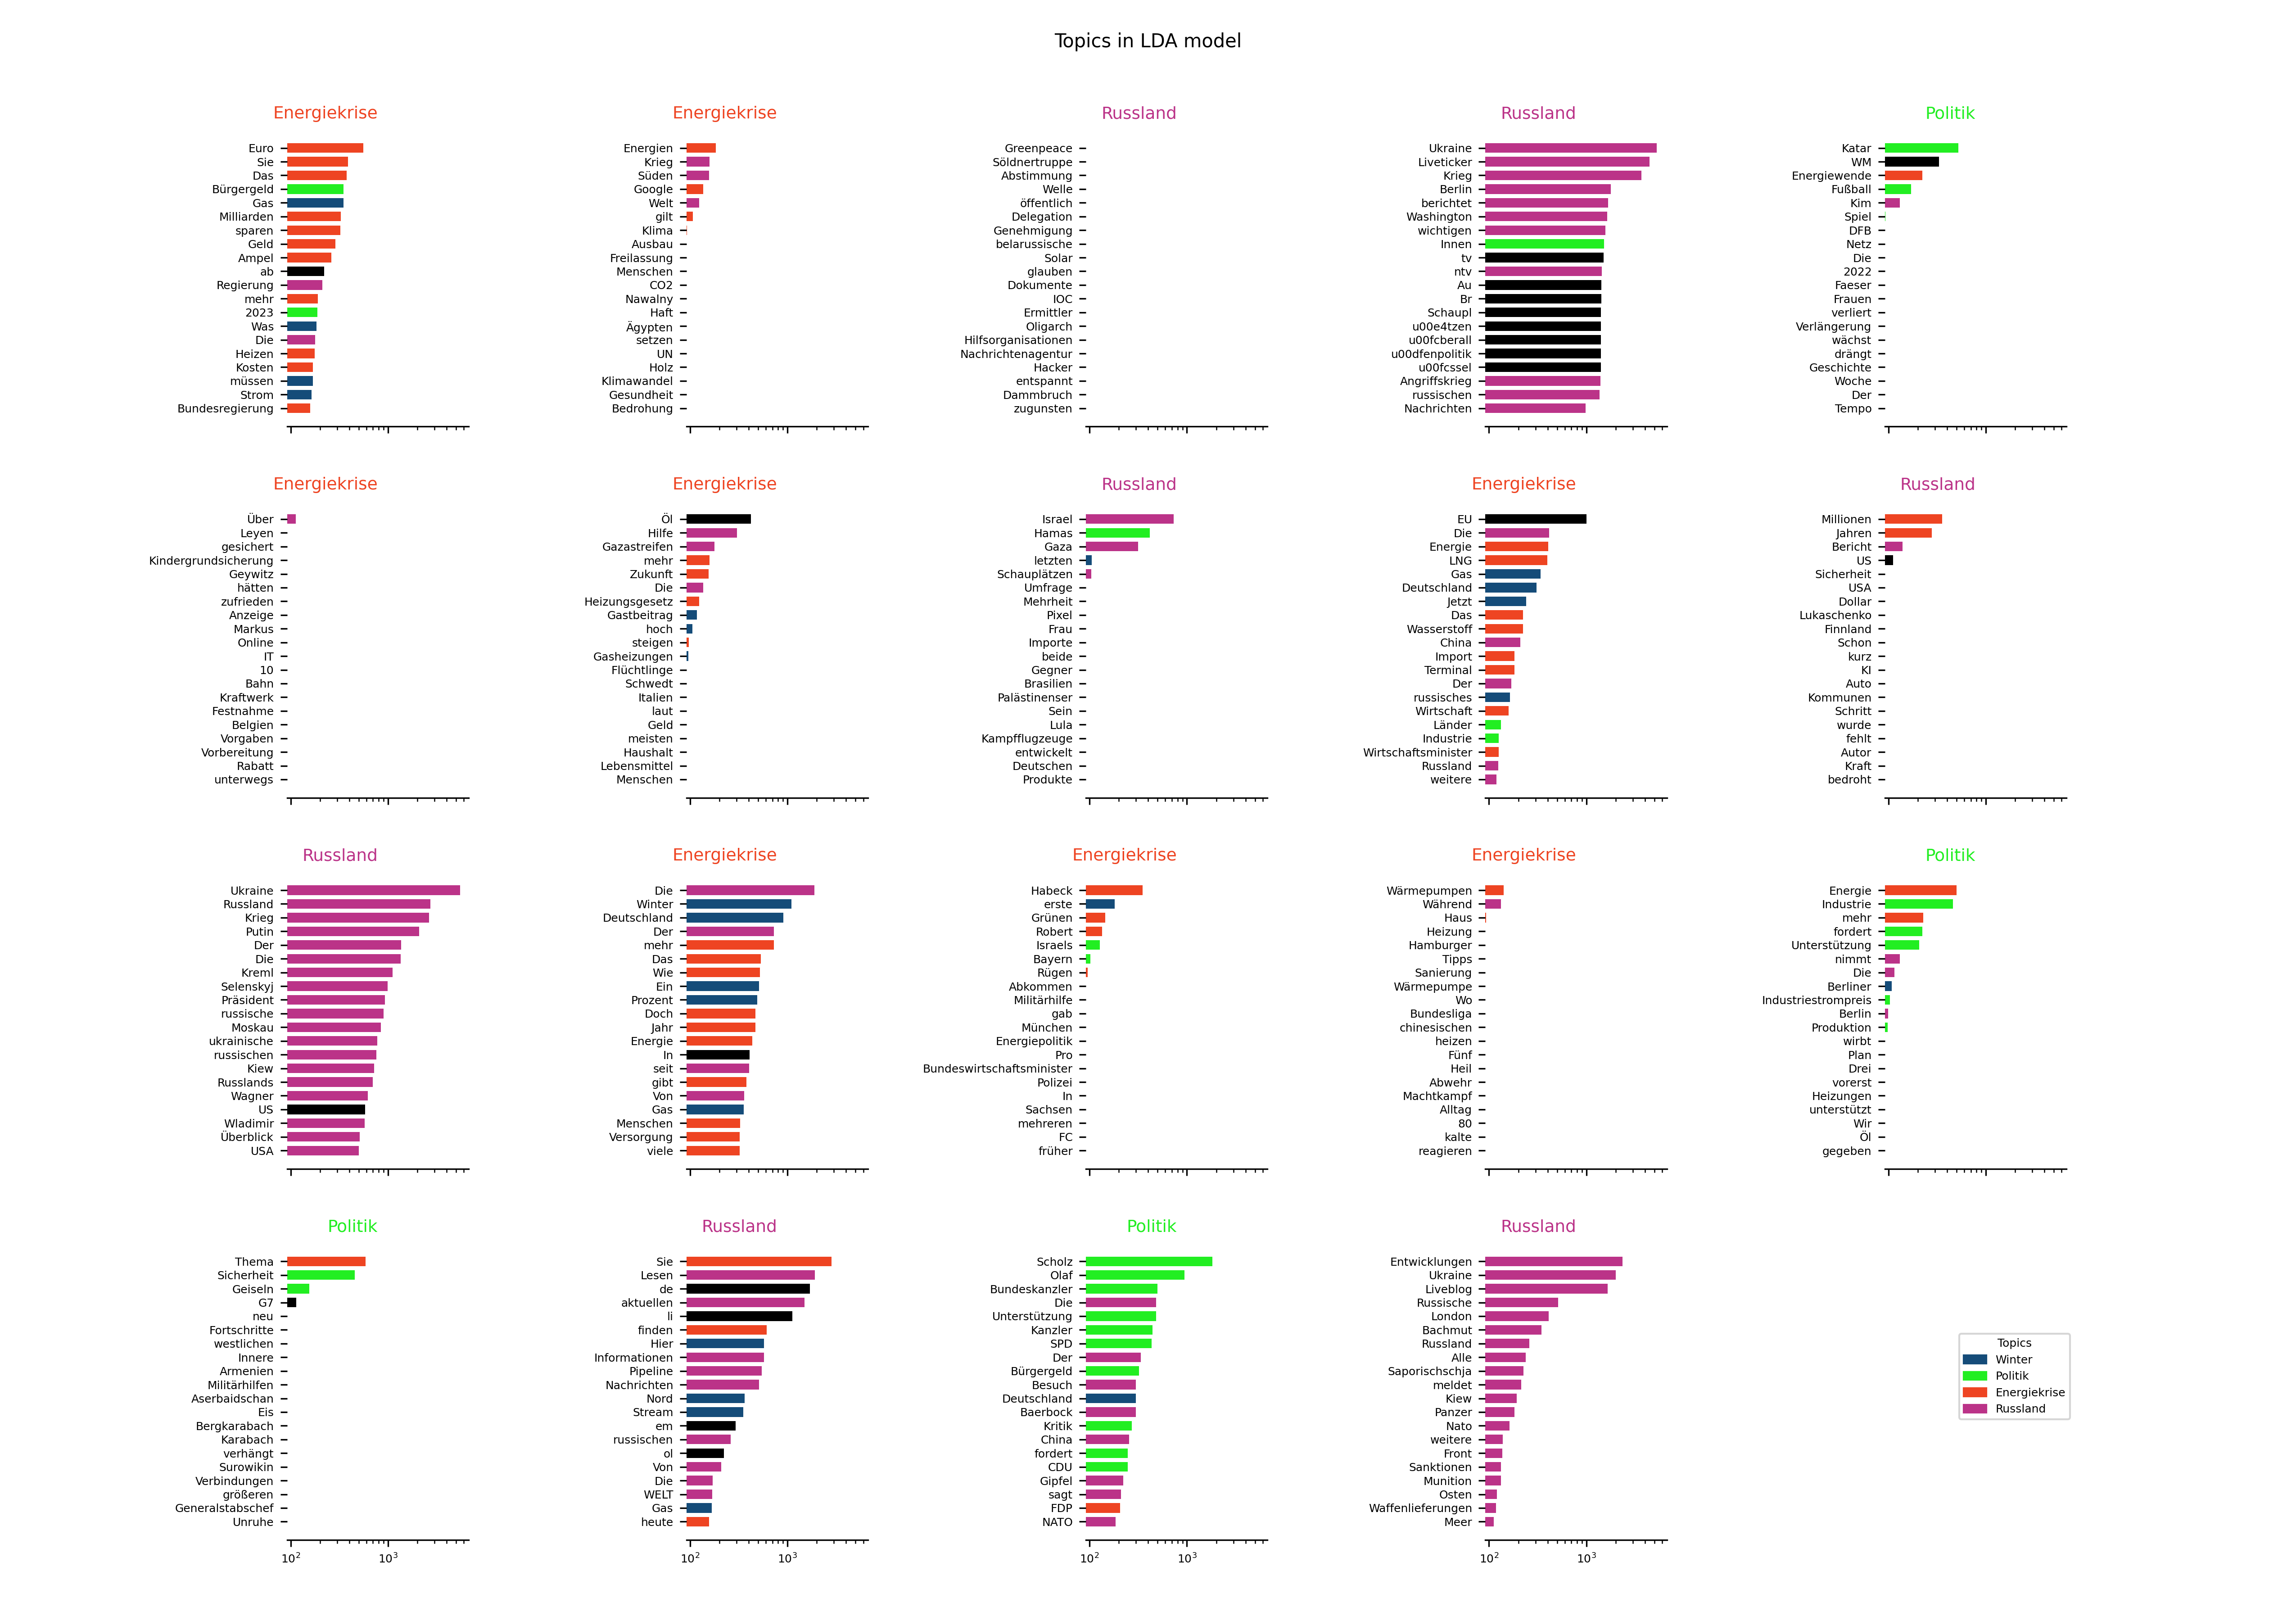 Topics in LDA model
Energiekrise
Euro
Sie
Das
Bürgergeld
Gas
Milliarden
sparen
Geld
Ampel
ab
Regierung
mehr
2023
Was
Die
Heizen
Kosten
müssen
Strom
Bundesregierung
Energiekrise
Energien
Krieg
Süden
Google
Welt
gilt
Klima
Ausbau
Freilassung
Menschen
CO2
Nawalny
Haft
Ägypten
setzen
UN
Holz
Klimawandel
Gesundheit
Bedrohung
Russland
Greenpeace
Söldnertruppe
Abstimmung
Welle
öffentlich
Delegation
Genehmigung
belarussische
Solar
glauben
Dokumente
IOC
Ermittler
Oligarch
Hilfsorganisationen
Nachrichtenagentur
Hacker
entspannt
Dammbruch
zugunsten
Russland
Ukraine
Liveticker
Krieg
Berlin
berichtet
Washington
wichtigen
Innen
tv
ntv
Au
Br
Schaupl
u00e4tzen
u00fcberall
u00dfenpolitik
u00fcssel
Angriffskrieg
russischen
Nachrichten
Politik
Katar
WM
Energiewende
Fußball
Kim
Spiel
DFB
Netz
Die
2022
Faeser
Frauen
verliert
Verlängerung
wächst
drängt
Geschichte
Woche
Der
Tempo
Energiekrise
Über
Leyen
gesichert
Kindergrundsicherung
Geywitz
hätten
zufrieden
Anzeige
Markus
Online
IT
10
Bahn
Kraftwerk
Festnahme
Belgien
Vorgaben
Vorbereitung
Rabatt
unterwegs
Energiekrise
Öl
Hilfe
Gazastreifen
mehr
Zukunft
Die
Heizungsgesetz
Gastbeitrag
hoch
steigen
Gasheizungen
Flüchtlinge
Schwedt
Italien
laut
Geld
meisten
Haushalt
Lebensmittel
Menschen
Russland
Israel
Hamas
Gaza
letzten
Schauplätzen
Umfrage
Mehrheit
Pixel
Frau
Importe
beide
Gegner
Brasilien
Palästinenser
Sein
Lula
Kampfflugzeuge
entwickelt
Deutschen
Produkte
Energiekrise
EU
Die
Energie
LNG
Gas
Deutschland
Jetzt
Das
Wasserstoff
China
Import
Terminal
Der
russisches
Wirtschaft
Länder
Industrie
Wirtschaftsminister
Russland
weitere
Russland
Millionen
Jahren
Bericht
US
Sicherheit
USA
Dollar
Lukaschenko
Finnland
Schon
kurz
KI
Auto
Kommunen
Schritt
wurde
fehlt
Autor
Kraft
bedroht
Russland
Ukraine
Russland
Krieg
Putin
Der
Die
Kreml
Selenskyj
Präsident
russische
Moskau
ukrainische
russischen
Kiew
Russlands
Wagner
US
Wladimir
Überblick
USA
Energiekrise
Die
Winter
Deutschland
Der
mehr
Das
Wie
Ein
Prozent
Doch
Jahr
Energie
In
seit
gibt
Von
Gas
Menschen
Versorgung
viele
Energiekrise
Habeck
erste
Grünen
Robert
Israels
Bayern
Rügen
Abkommen
Militärhilfe
gab
München
Energiepolitik
Pro
Bundeswirtschaftsminister
Polizei
In
Sachsen
mehreren
FC
früher
Energiekrise
Wärmepumpen
Während
Haus
Heizung
Hamburger
Tipps
Sanierung
Wärmepumpe
Wo
Bundesliga
chinesischen
heizen
Fünf
Heil
Abwehr
Machtkampf
Alltag
80
kalte
reagieren
Politik
Energie
Industrie
mehr
fordert
Unterstützung
nimmt
Die
Berliner
Industriestrompreis
Berlin
Produktion
wirbt
Plan
Drei
vorerst
Heizungen
unterstützt
Wir
Öl
gegeben
Politik
Thema
Sicherheit
Geiseln
G7
neu
Fortschritte
westlichen
Innere
Armenien
Militärhilfen
Aserbaidschan
Eis
Bergkarabach
Karabach
verhängt
Surowikin
Verbindungen
größeren
Generalstabschef
Unruhe
10² 10³
Russland
Sie
Lesen
de
aktuellen
li
finden
Hier
Informationen
Pipeline
Nachrichten
Nord
Stream
em
russischen
ol
Von
Die
WELT
Gas
heute
10² 10³
Politik
Scholz
Olaf
Bundeskanzler
Die
Unterstützung
Kanzler
SPD
Der
Bürgergeld
Besuch
Deutschland
Baerbock
Kritik
China
fordert
CDU
Gipfel
sagt
FDP
NATO
10² 10³
Russland
Entwicklungen
Ukraine
Liveblog
Russische
London
Bachmut
Russland
Alle
Saporischschja
meldet
Kiew
Panzer
Nato
weitere
Front
Sanktionen
Munition
Osten
Waffenlieferungen
Meer
10² 10³
Topics
Winter
Politik
Energiekrise
Russland